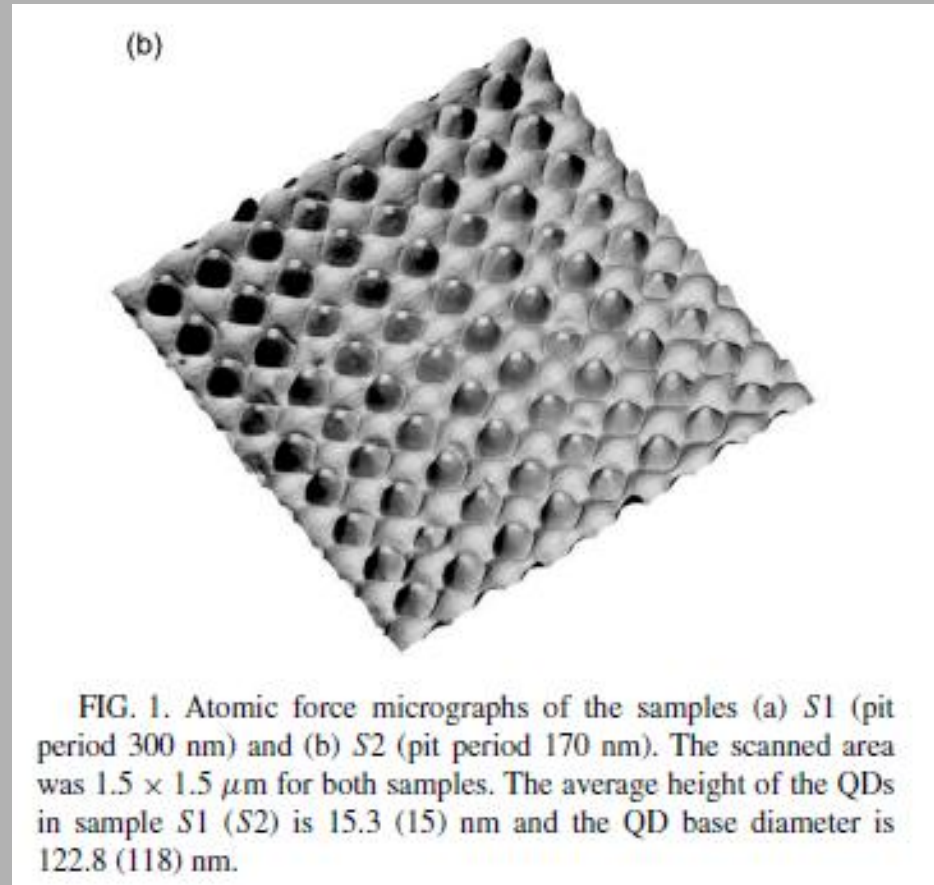 (b)
FIG. 1. Atomic force micrographs of the samples (a) S1 (pit
period 300 nm) and (b) S2 (pit period 170 nm). The scanned area
was 1.5 × 1.5 μm for both samples. The average height of the QDs
in sample S1 (S2) is 15.3 (15) nm and the QD base diameter is
122.8 (118) nm.